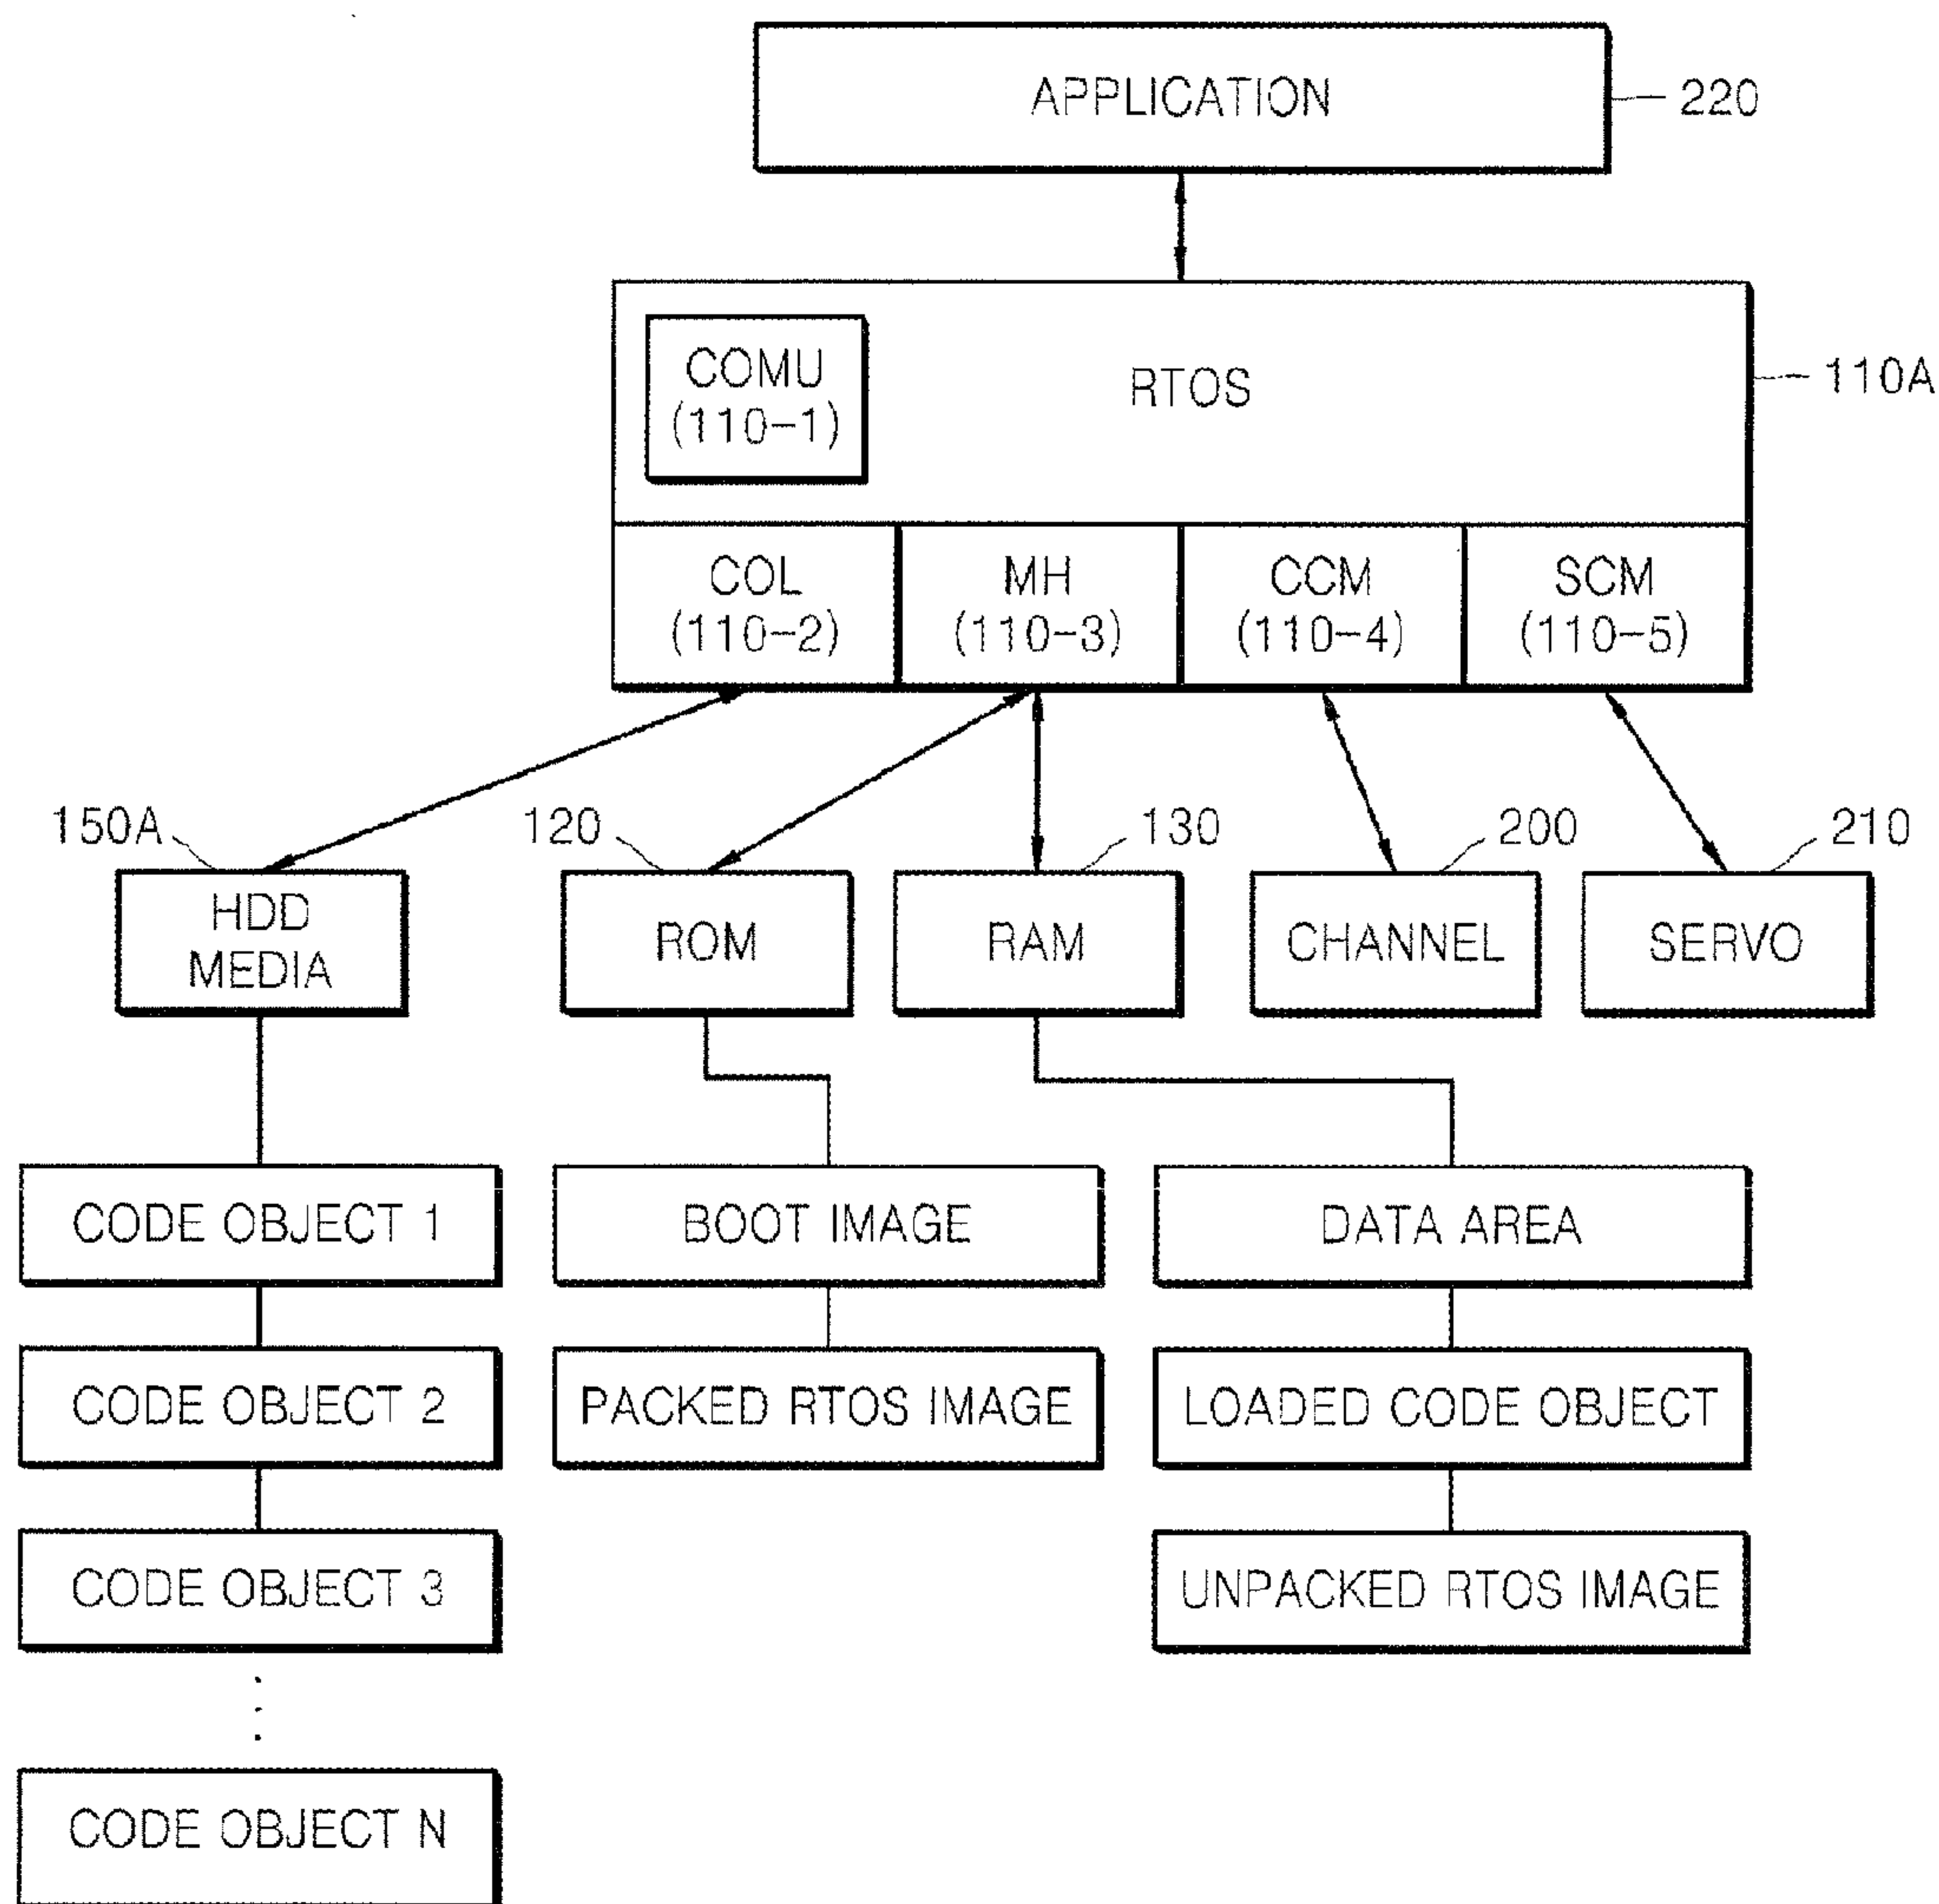 APPLICATION
220
COMU
(110-1)
RTOS
110A
COL
(110-2)
MH
(110-3)
CCM
(110-4)
SCM
(110-5)
150A
120
130
200
210
HDD
MEDIA
ROM
RAM
CHANNEL
SERVO
CODE OBJECT 1
BOOT IMAGE
DATA AREA
CODE OBJECT 2
PACKED RTOS IMAGE
LOADED CODE OBJECT
CODE OBJECT 3
UNPACKED RTOS IMAGE
CODE OBJECT N